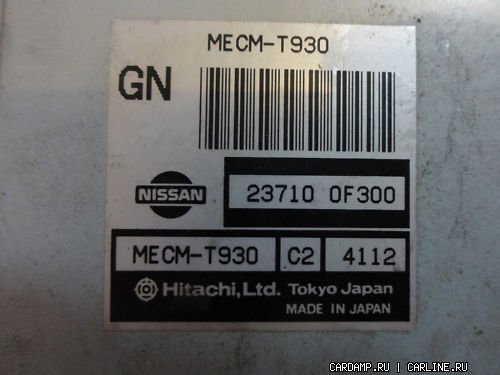 MECM-T930
GN
NISSAN
23710 0F300
MECM-T930 C2 4112
Hitachi, Ltd. Tokyo Japan
MADE IN JAPAN
CARDAMP.RU | CARLINE.RU